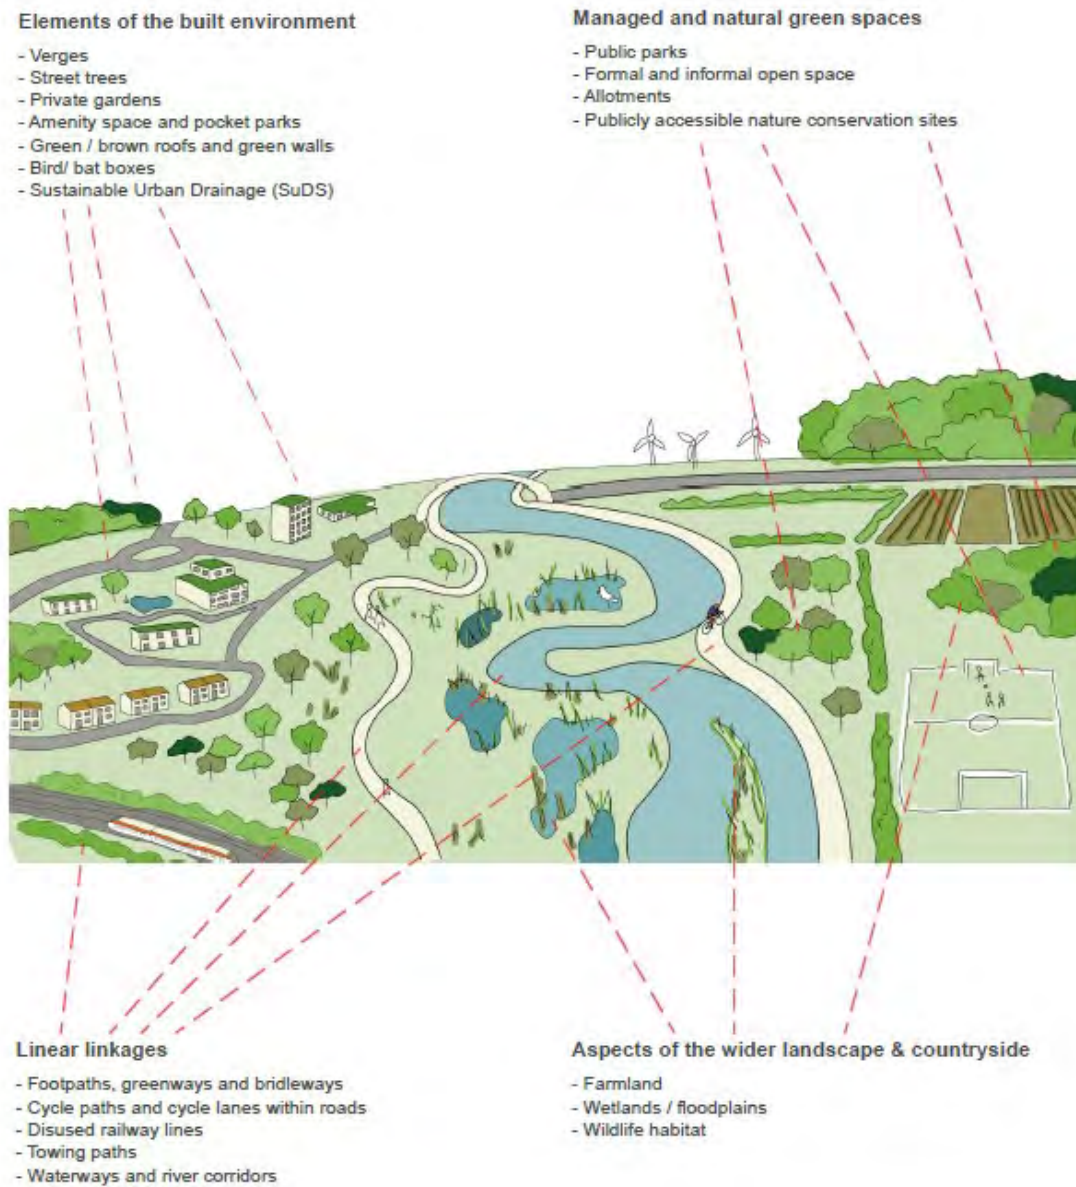 Elements of the built environment
- Verges
- Street trees
- Private gardens
- Amenity space and pocket parks
- Green / brown roofs and green walls
- Bird/ bat boxes
- Sustainable Urban Drainage (SuDS)
Managed and natural green spaces
- Public parks
- Formal and informal open space
- Allotments
- Publicly accessible nature conservation sites
Linear linkages
- Footpaths, greenways and bridleways
- Cycle paths and cycle lanes within roads
- Disused railway lines
- Towing paths
- Waterways and river corridors
Aspects of the wider landscape & countryside
- Farmland
- Wetlands / floodplains
- Wildlife habitat